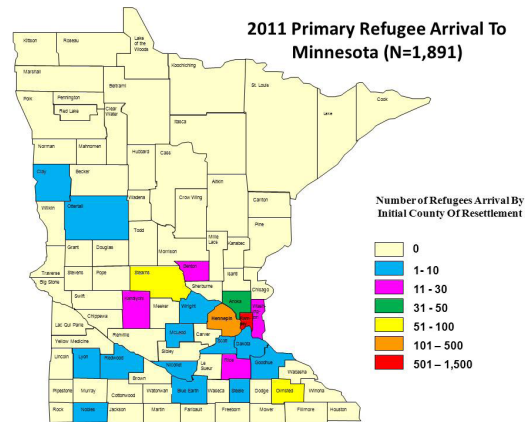 2011 Primary Refugee Arrival To
Minnesota (N=1,891)
Kittson
Roseau
Lake
of the
Woods
Koochiching
Marshall
St. Louis
Cook
Lake
Beltrami
Pennington
Polk
Red Lake
Clear
Water
Itasca
Norman
Mahnomen
Hubbard
Cass
Clay
Becker
Aitkin
Wadena
Crow Wing
Carlton
Wilkin
Ottertail
Todd
Pine
Mille
Lacs
Kanabec
Grant
Douglas
Morrison
Benton
Traverse
Stevens
Pope
Stearns
Isanti
Big Stone
Sherburne
Chisago
Swift
Kandiyohi
Meeker
Wright
Anoka
Chippewa
Hennepin
Lac Qui Parle
McLeod
Carver
Yellow Medicine
Renville
Scott
Dakota
Sibley
Lincoln
Lyon
Redwood
Nicollet
Le
Sueur
Rice
Goodhue
Wabasha
Brown
Pipestone
Murray
Cottonwood
Watonwan
Blue Earth
Waseca
Steele
Dodge
Olmsted
Winona
Rock
Nobles
Jackson
Martin
Faribault
Freeborn
Mower
Fillmore
Houston
Number of Refugees Arrival By
Initial County Of Resettlement
0
1- 10
11 - 30
31 - 50
51 - 100
101 – 500
501 – 1,500